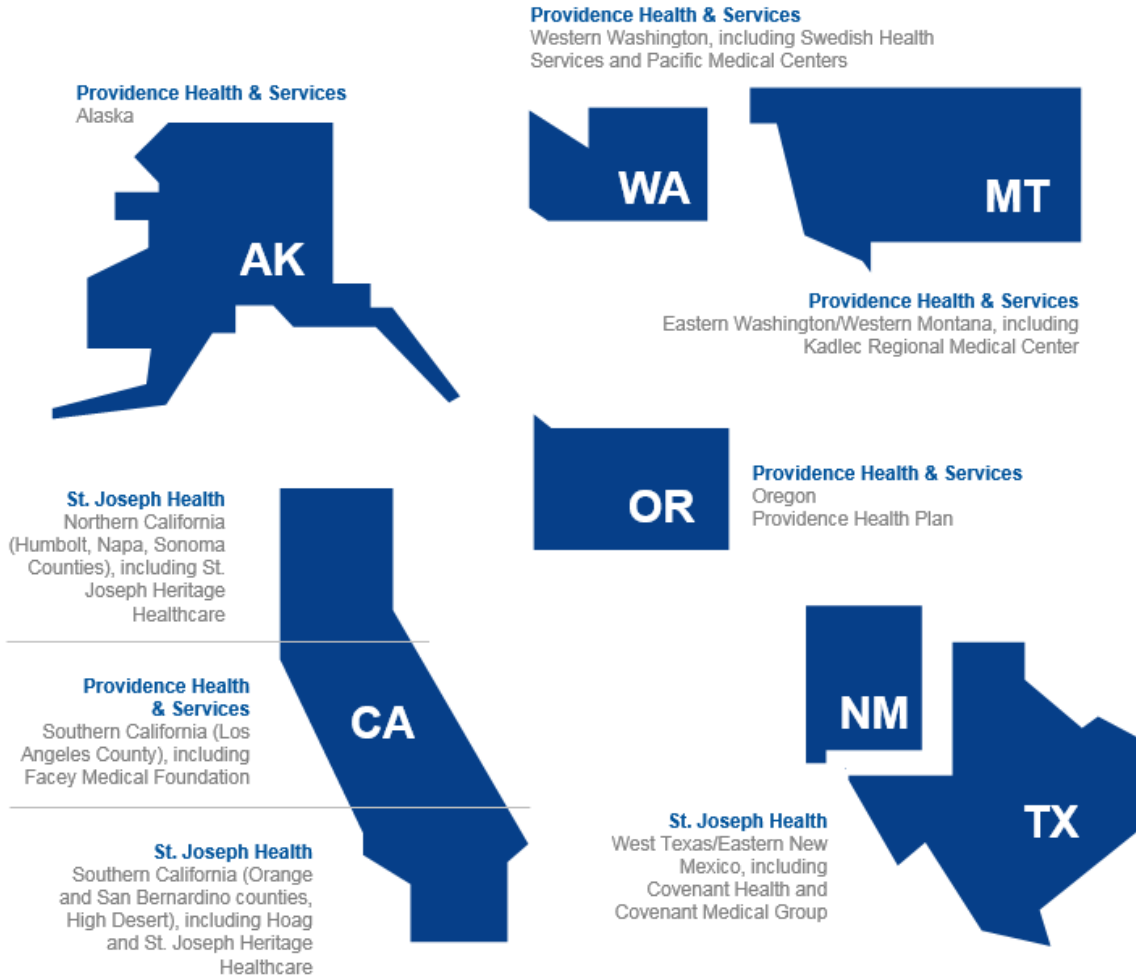 Providence Health & Services
Western Washington, including Swedish Health
Services and Pacific Medical Centers
Providence Health & Services
Alaska
WA
MT
AK
Providence Health & Services
Eastern Washington/Western Montana, including
Kadlec Regional Medical Center
OR
Providence Health & Services
Oregon
Providence Health Plan
St. Joseph Health
Northern California
(Humbolt, Napa, Sonoma
Counties), including St.
Joseph Heritage
Healthcare
Providence Health
& Services
Southern California (Los
Angeles County), including
Facey Medical Foundation
CA
St. Joseph Health
Southern California (Orange
and San Bernardino counties,
High Desert), including Hoag
and St. Joseph Heritage
Healthcare
NM
TX
St. Joseph Health
West Texas/Eastern New
Mexico, including
Covenant Health and
Covenant Medical Group